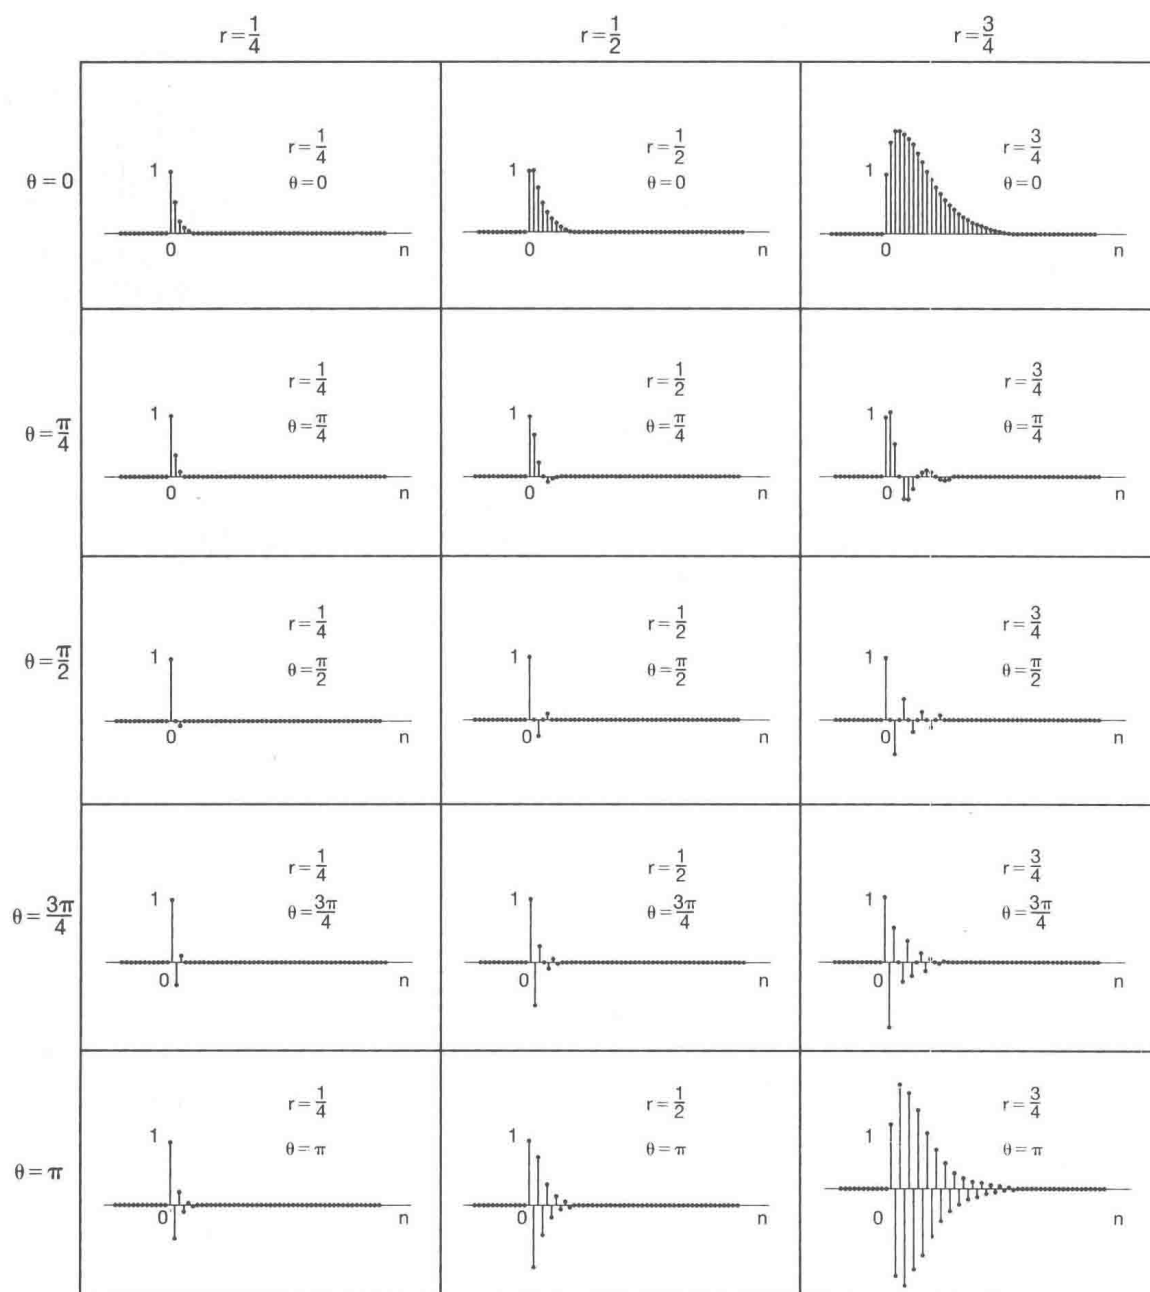 r=1/4 r=1/2 r=3/4
θ=0
1 r=1/4 θ=0 0 n
1 r=1/2 θ=0 0 n
1 r=3/4 θ=0 0 n
θ=π/4
1 r=1/4 θ=π/4 0 n
1 r=1/2 θ=π/4 0 n
1 r=3/4 θ=π/4 0 n
θ=π/2
1 r=1/4 θ=π/2 0 n
1 r=1/2 θ=π/2 0 n
1 r=3/4 θ=π/2 0 n
θ=3π/4
1 r=1/4 θ=3π/4 0 n
1 r=1/2 θ=3π/4 0 n
1 r=3/4 θ=3π/4 0 n
θ=π
1 r=1/4 θ=π 0 n
1 r=1/2 θ=π 0 n
1 r=3/4 θ=π 0 n